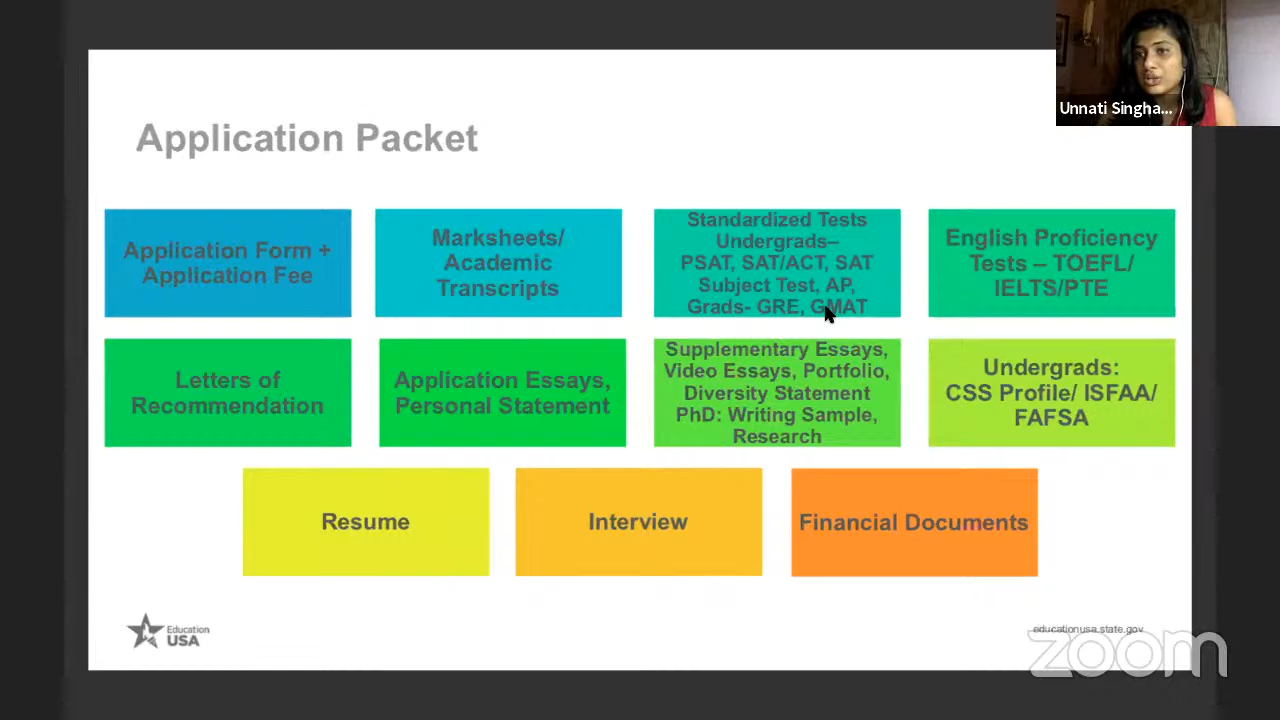 Unnati Singha...
Application Packet
Application Form +
Application Fee
Marksheets/
Academic
Transcripts
Standardized Tests
Undergrads–
PSAT, SAT/ACT, SAT
Subject Test, AP,
Grads- GRE, GMAT
English Proficiency
Tests – TOEFL/
IELTS/PTE
Letters of
Recommendation
Application Essays,
Personal Statement
Supplementary Essays,
Video Essays, Portfolio,
Diversity Statement
PhD: Writing Sample,
Research
Undergrads:
CSS Profile/ ISFAA/
FAFSA
Resume
Interview
Financial Documents
Education
USA
educationusa.state.gov
zoom